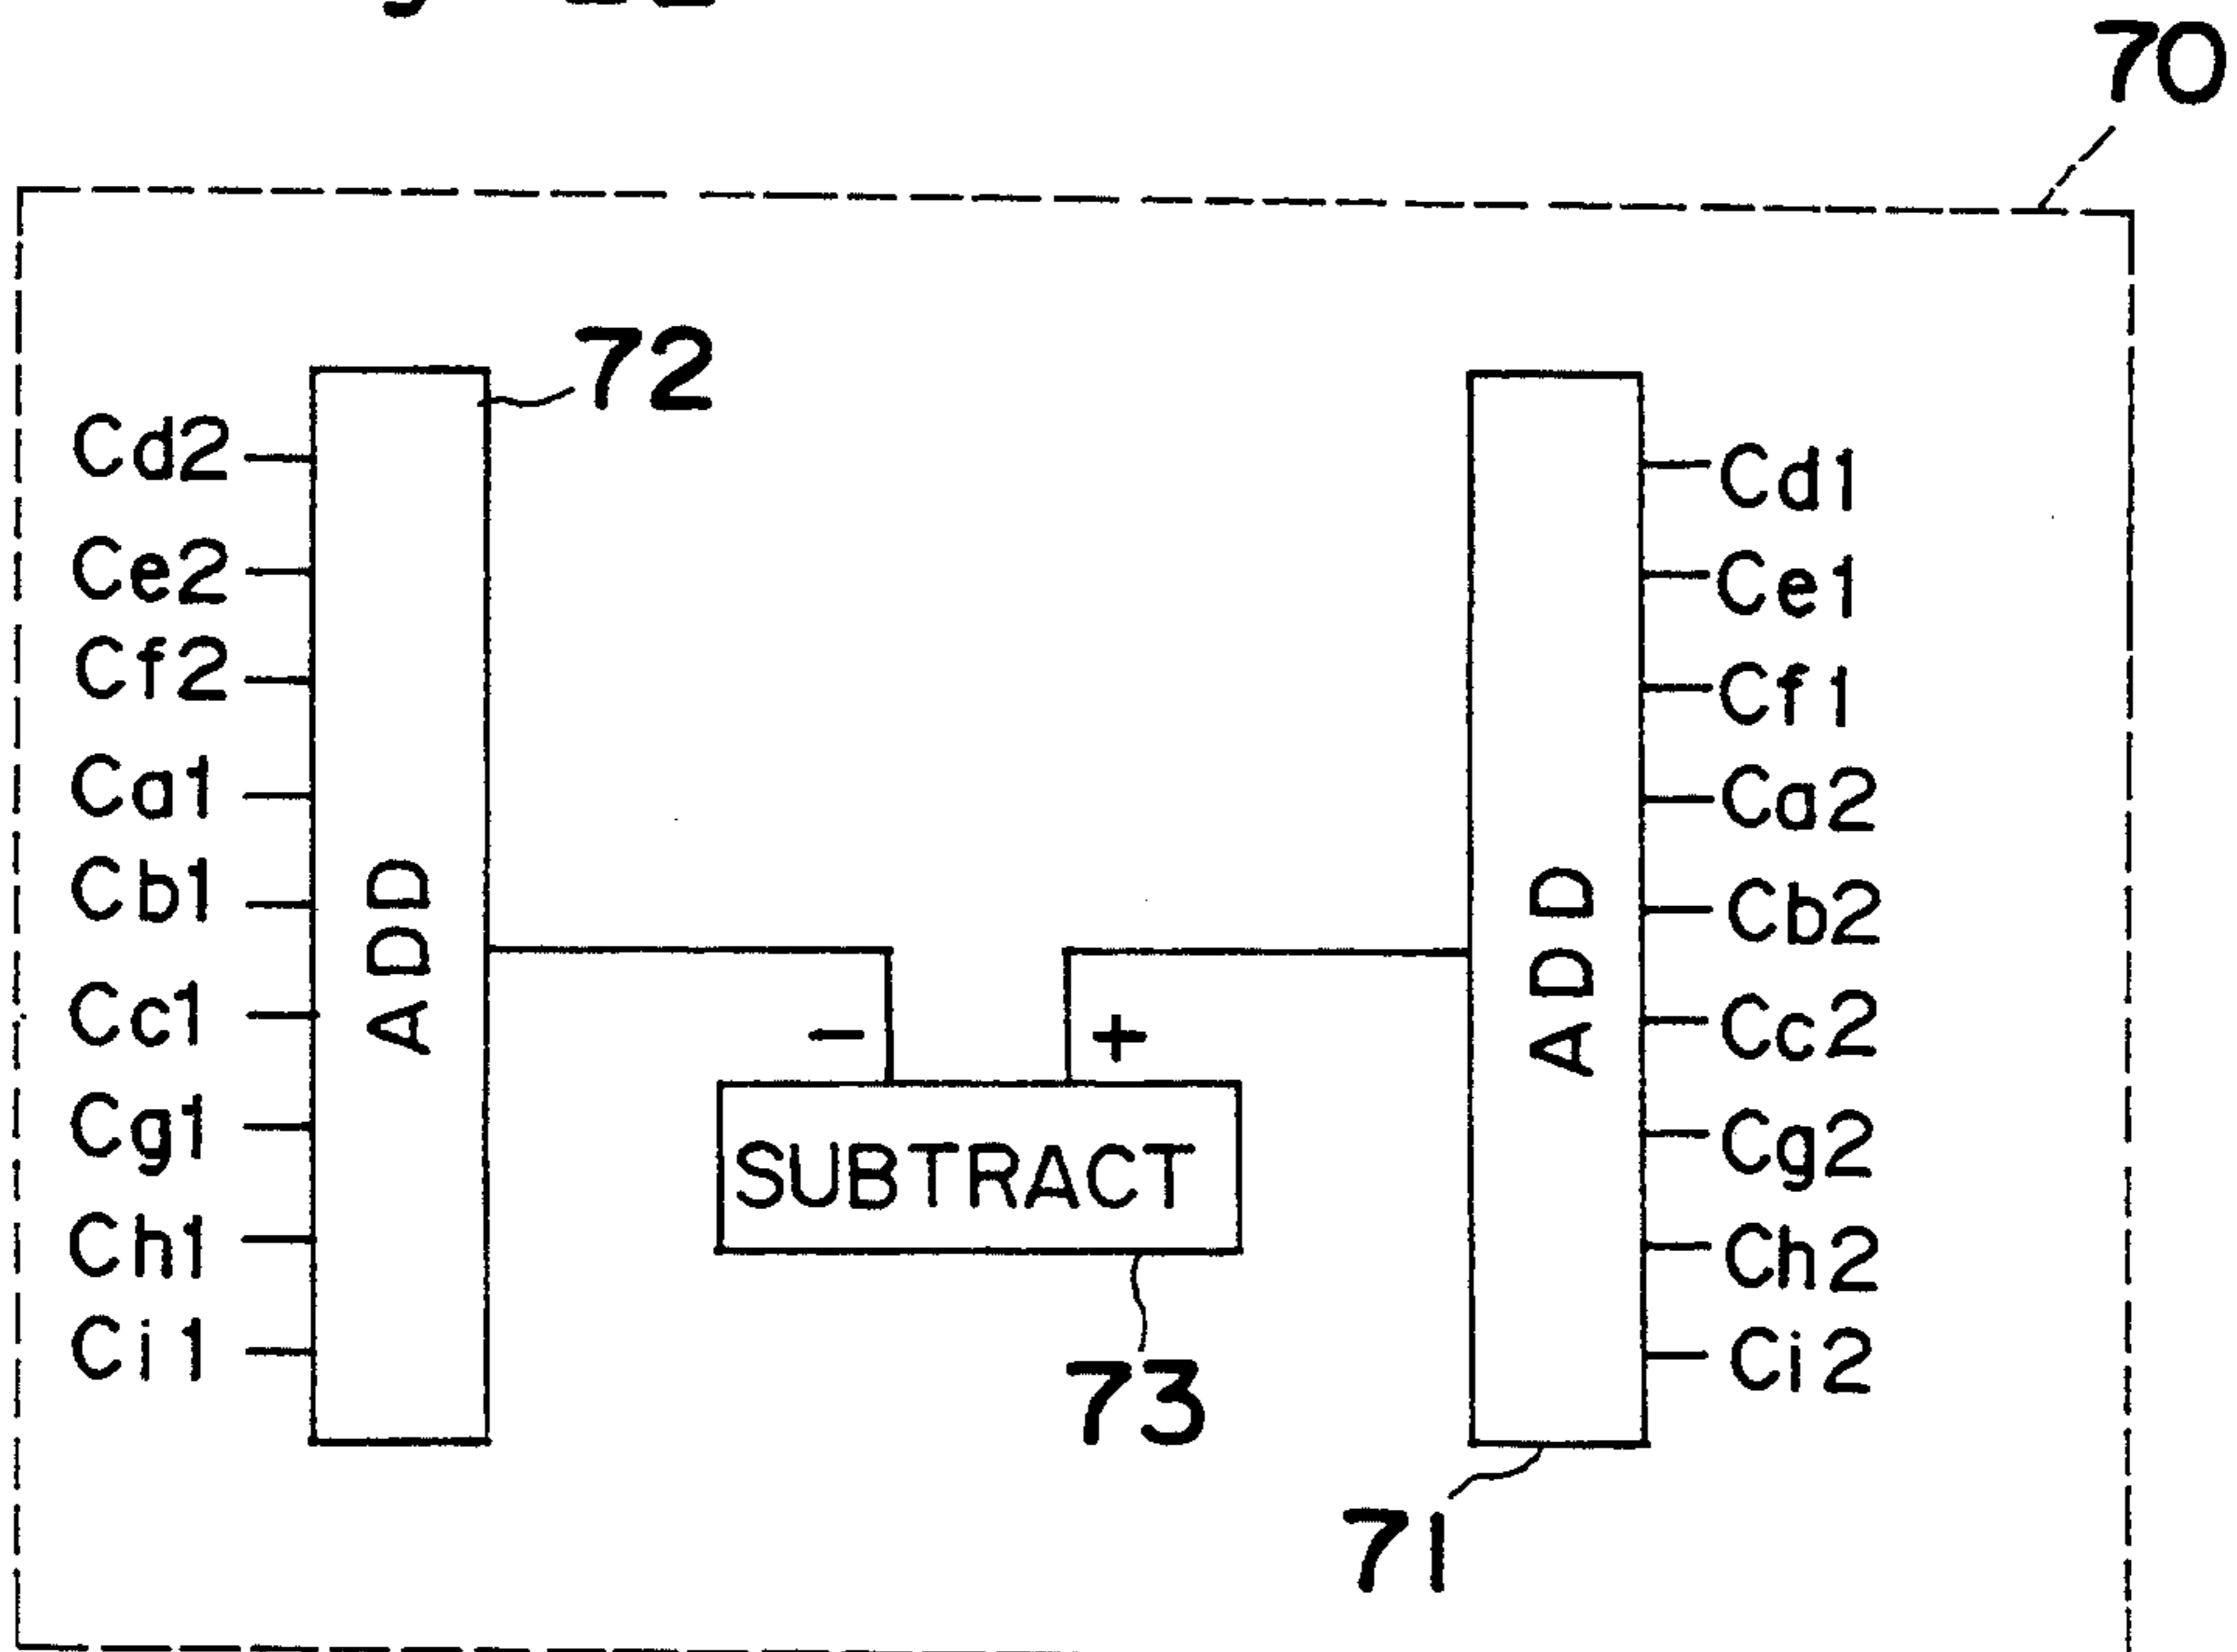 70
72
Cd2
Ce2
Cf2
Ca1
Cb1
Cc1
Cg1
Ch1
Ci1
ADD
-
+
SUBTRACT
73
ADD
Cd1
Ce1
Cf1
Ca2
Cb2
Cc2
Cg2
Ch2
Ci2
71